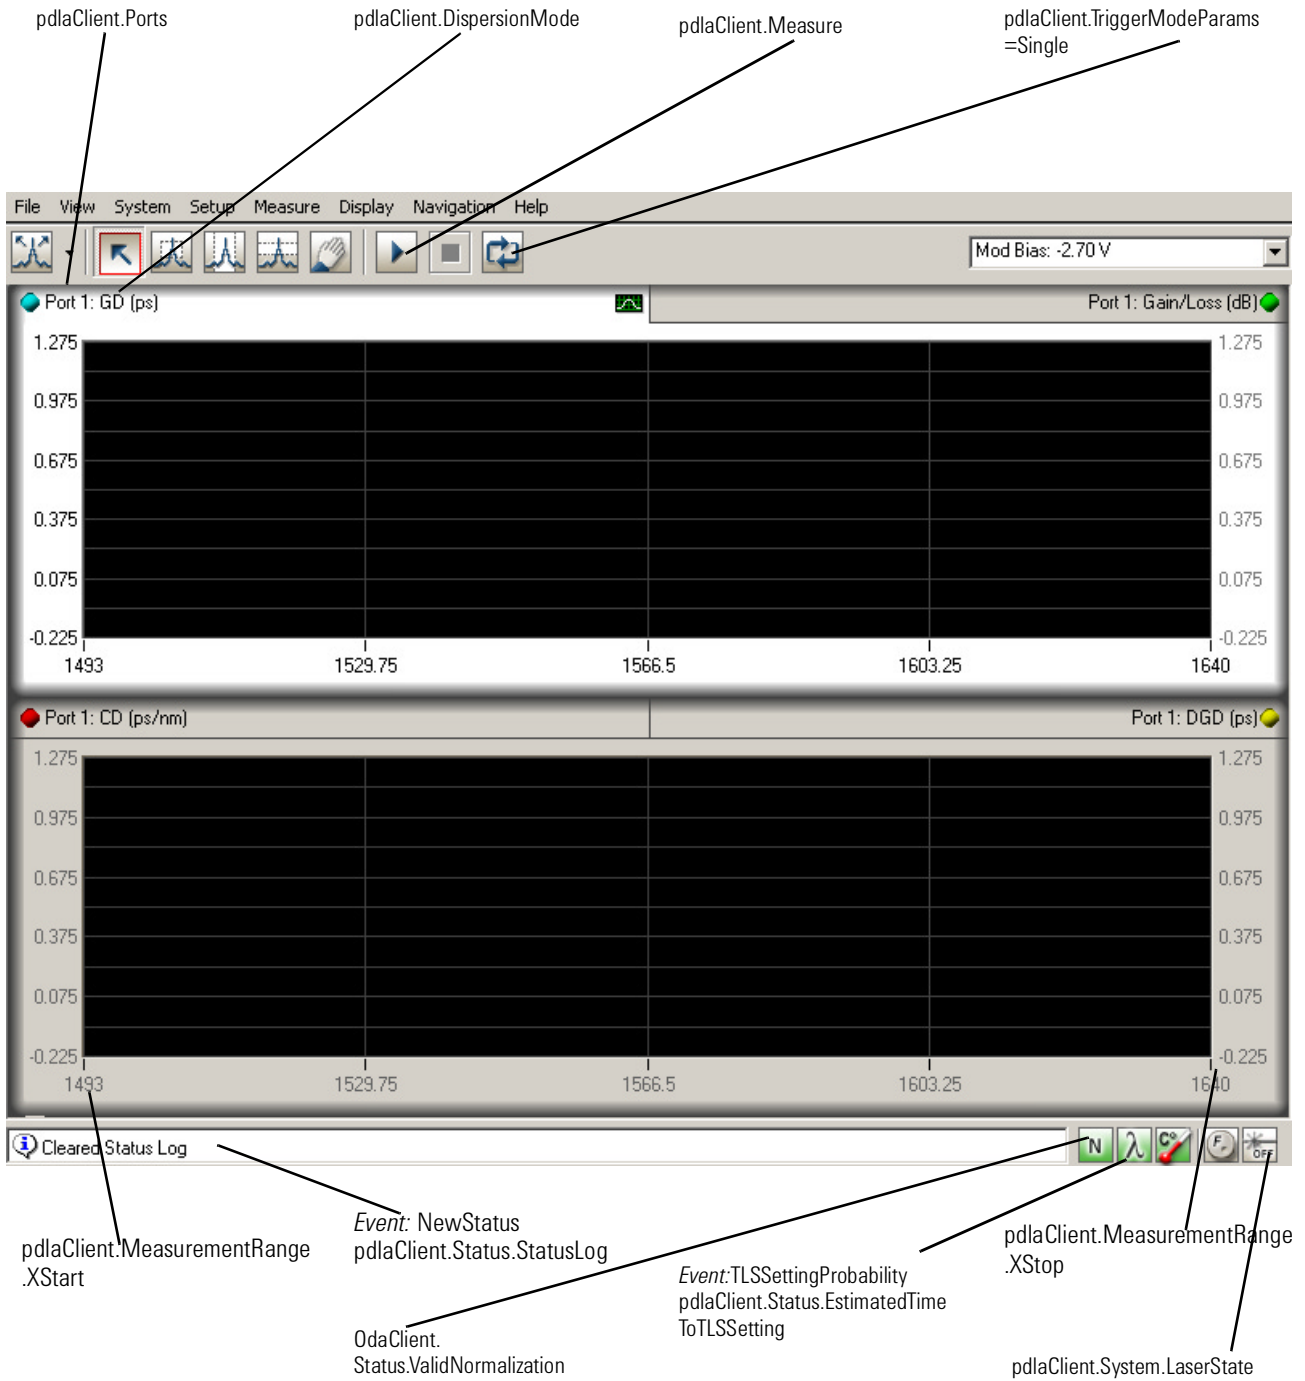 pdlaClient.Ports
pdlaClient.DispersionMode
pdlaClient.Measure
pdlaClient.TriggerModeParams
=Single
File View System Setup Measure Display Navigation Help
Mod Bias: -2.70 V
Port 1: GD (ps)
Port 1: Gain/Loss (dB)
1.275 1.275
0.975 0.975
0.675 0.675
0.375 0.375
0.075 0.075
-0.225 -0.225
1493 1529.75 1566.5 1603.25 1640
Port 1: CD (ps/nm)
Port 1: DGD (ps)
1.275 1.275
0.975 0.975
0.675 0.675
0.375 0.375
0.075 0.075
-0.225 -0.225
1493 1529.75 1566.5 1603.25 1640
Cleared Status Log
N λ C° F OFF
pdlaClient.MeasurementRange
.XStart
Event: NewStatus
pdlaClient.Status.StatusLog
OdaClient.
Status.ValidNormalization
Event:TLSSettingProbability
pdlaClient.Status.EstimatedTime
ToTLSSetting
pdlaClient.MeasurementRange
.XStop
pdlaClient.System.LaserState